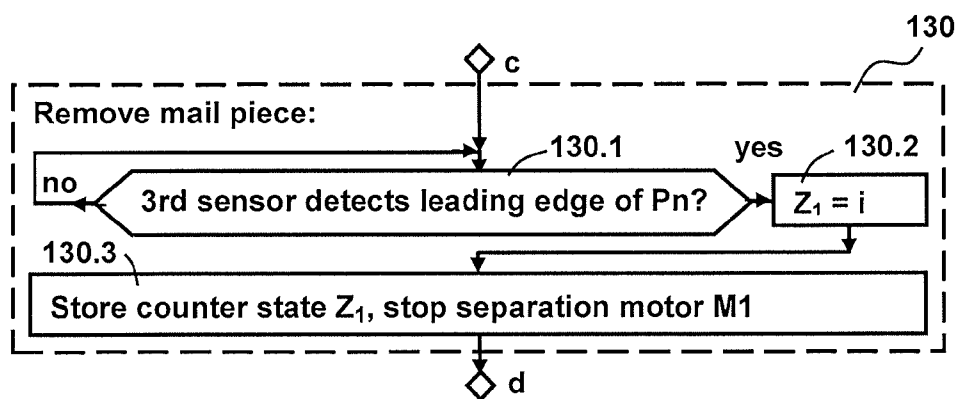 130
c
Remove mail piece:
130.1
yes
130.2
no
3rd sensor detects leading edge of Pn?
Z₁ = i
130.3
Store counter state Z₁, stop separation motor M1
d